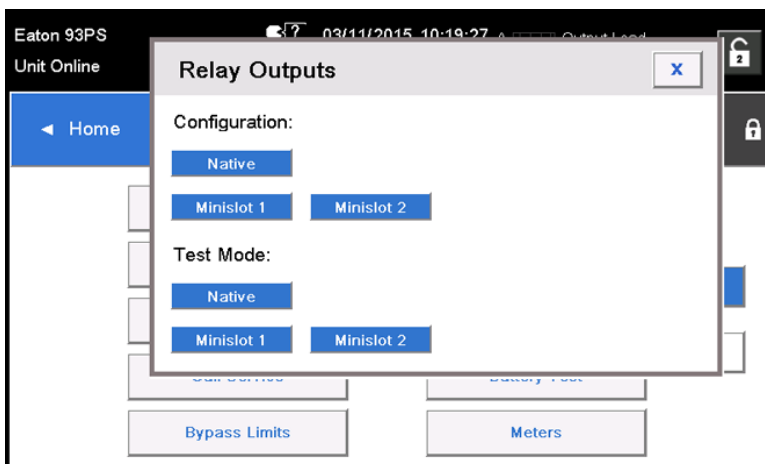 Eaton 93PS
03/11/2015 10:19:27
Unit Online
2
Relay Outputs
X
◄ Home
Configuration:
Native
Minislot 1 Minislot 2
Test Mode:
Native
Minislot 1 Minislot 2
Bypass Limits Meters